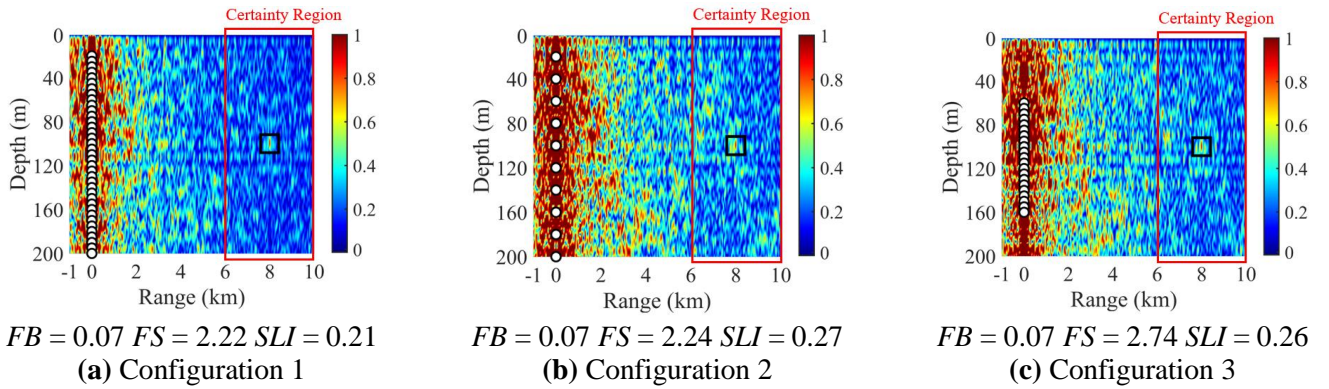 Certainty Region
0
40
80
120
160
200
Depth (m)
-1 0 2 4 6 8 10
Range (km)
1
0.8
0.6
0.4
0.2
0
FB = 0.07 FS = 2.22 SLI = 0.21
(a) Configuration 1
Certainty Region
0
40
80
120
160
200
Depth (m)
-1 0 2 4 6 8 10
Range (km)
1
0.8
0.6
0.4
0.2
0
FB = 0.07 FS = 2.24 SLI = 0.27
(b) Configuration 2
Certainty Region
0
40
80
120
160
200
Depth (m)
-1 0 2 4 6 8 10
Range (km)
1
0.8
0.6
0.4
0.2
0
FB = 0.07 FS = 2.74 SLI = 0.26
(c) Configuration 3